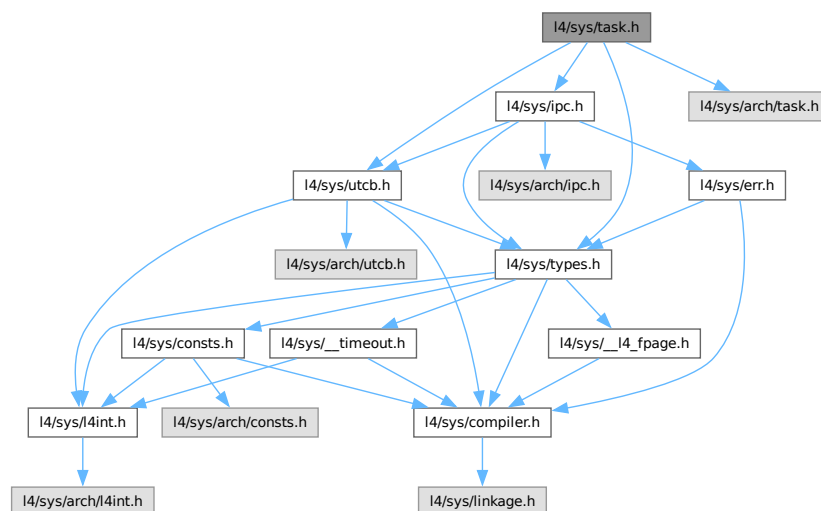 l4/sys/task.h
l4/sys/ipc.h
l4/sys/arch/task.h
l4/sys/utcb.h
l4/sys/arch/ipc.h
l4/sys/err.h
l4/sys/arch/utcb.h
l4/sys/types.h
l4/sys/consts.h
l4/sys/__timeout.h
l4/sys/__l4_fpage.h
l4/sys/l4int.h
l4/sys/arch/consts.h
l4/sys/compiler.h
l4/sys/arch/l4int.h
l4/sys/linkage.h